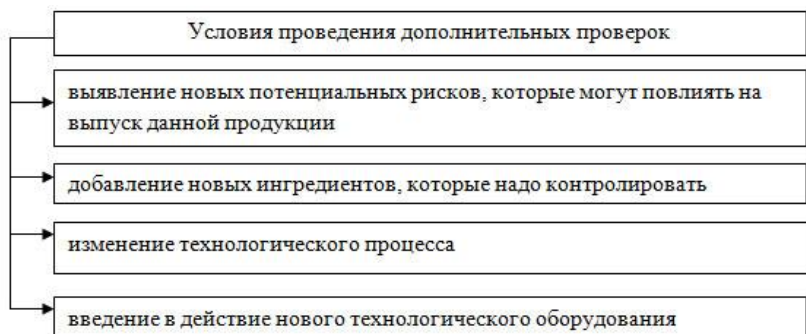 Условия проведения дополнительных проверок
выявление новых потенциальных рисков, которые могут повлиять на
выпуск данной продукции
добавление новых ингредиентов, которые надо контролировать
изменение технологического процесса
введение в действие нового технологического оборудования